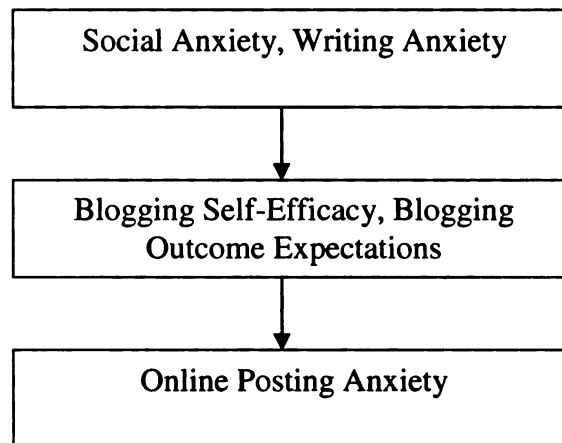 Social Anxiety, Writing Anxiety
Blogging Self-Efficacy, Blogging
Outcome Expectations
Online Posting Anxiety